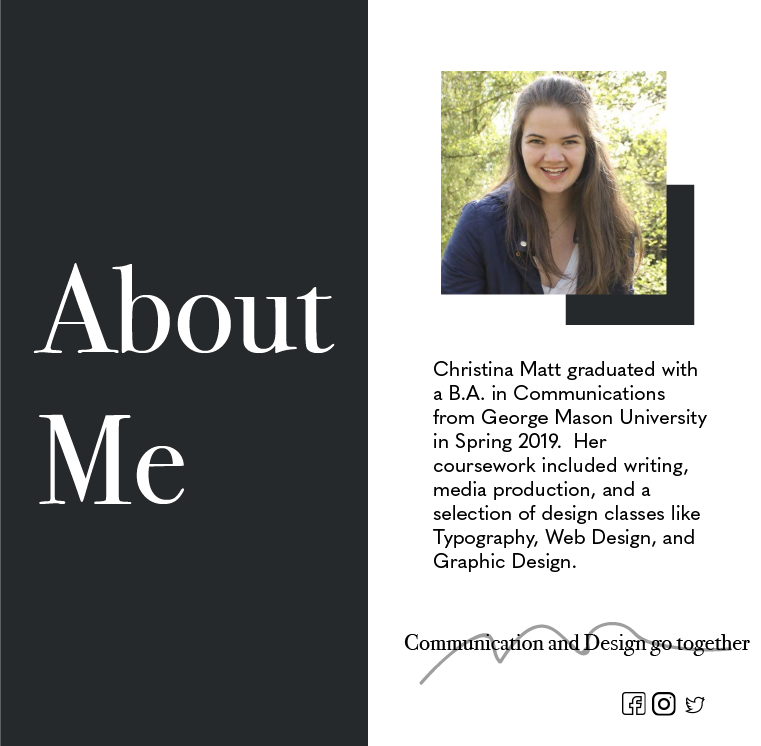 About
Me
Christina Matt graduated with
a B.A. in Communications
from George Mason University
in Spring 2019.  Her
coursework included writing,
media production, and a
selection of design classes like
Typography, Web Design, and
Graphic Design.
Communication and Design go together